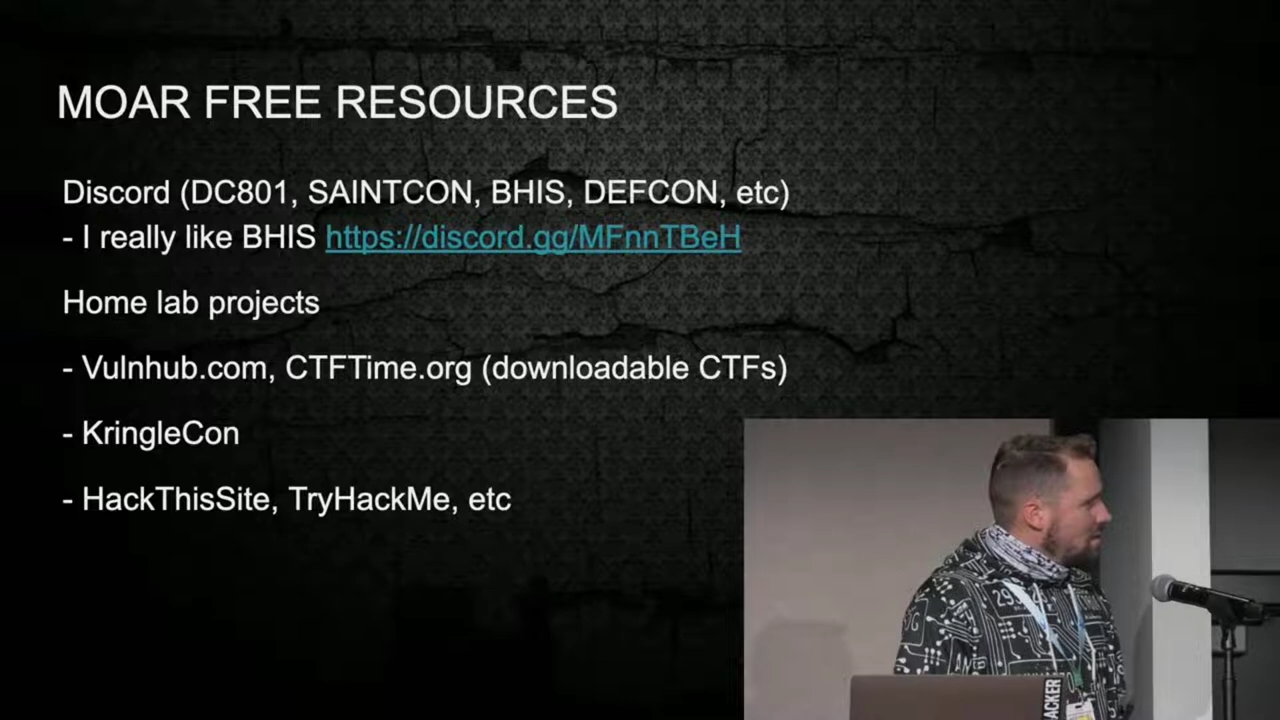 MOAR FREE RESOURCES
Discord (DC801, SAINTCON, BHIS, DEFCON, etc)
- I really like BHIS https://discord.gg/MFnnTBeH
Home lab projects
- Vulnhub.com, CTFTime.org (downloadable CTFs)
- KringleCon
- HackThisSite, TryHackMe, etc
ACKER